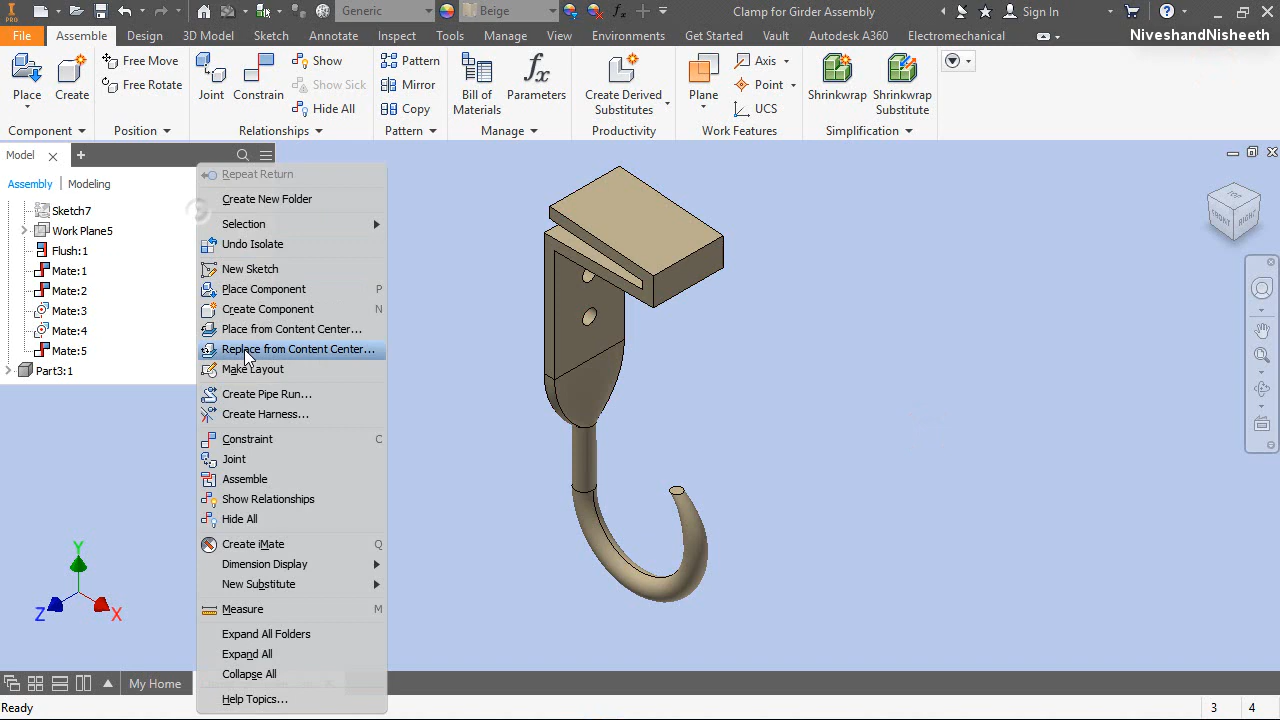 PRO
Generic
Beige
Clamp for Girder Assembly
Sign In
File
Assemble
Design
3D Model
Sketch
Annotate
Inspect
Tools
Manage
View
Environments
Get Started
Vault
Autodesk A360
Electromechanical
NiveshandNisheeth
Place
Create
Free Move
Free Rotate
Joint
Constrain
Show
Show Sick
Hide All
Pattern
Mirror
Copy
Bill of
Materials
Parameters
Create Derived
Substitutes
Plane
Axis
Point
UCS
Shrinkwrap
Shrinkwrap
Substitute
Component
Position
Relationships
Pattern
Manage
Productivity
Work Features
Simplification
Model
Assembly
Modeling
Sketch7
Work Plane5
Flush:1
Mate:1
Mate:2
Mate:3
Mate:4
Mate:5
Part3:1
Repeat Return
Create New Folder
Selection
Undo Isolate
New Sketch
Place Component P
Create Component N
Place from Content Center...
Replace from Content Center...
Make Layout
Create Pipe Run...
Create Harness...
Constraint C
Joint
Assemble
Show Relationships
Hide All
Create iMate Q
Dimension Display
New Substitute
Measure M
Expand All Folders
Expand All
Collapse All
Help Topics...
TOP
FRONT
RIGHT
Y
Z
X
My Home
Ready
3
4